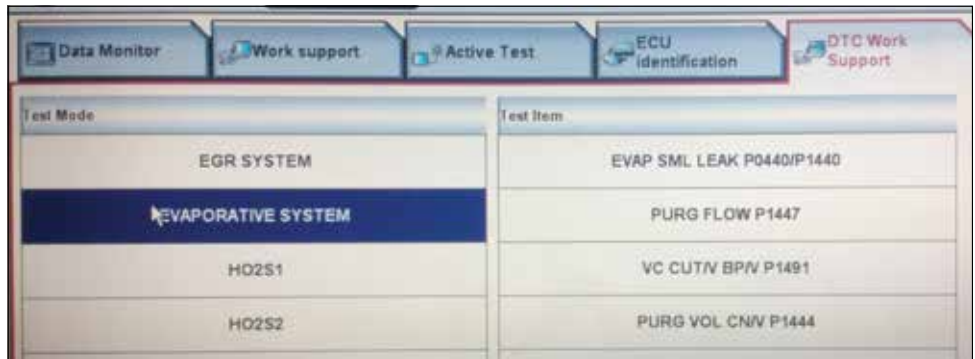 Data Monitor
Work support
Active Test
ECU
identification
DTC Work
Support
Test Mode
Test Item
EGR SYSTEM
EVAP SML LEAK P0440/P1440
EVAPORATIVE SYSTEM
PURG FLOW P1447
HO2S1
VC CUT/V BP/V P1491
HO2S2
PURG VOL CN/V P1444